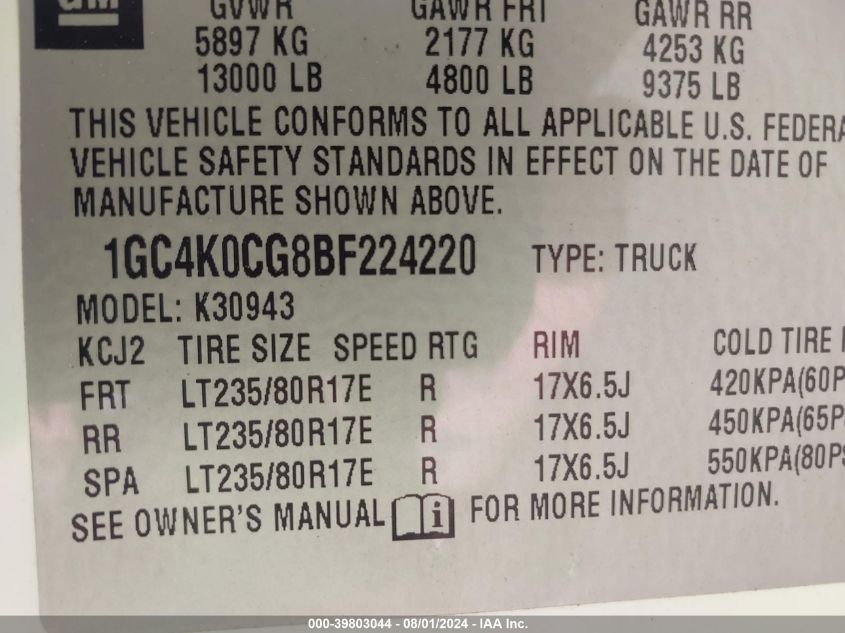 GM
GVWR GAWR FRT GAWR RR
5897 KG 2177 KG 4253 KG
13000 LB 4800 LB 9375 LB
THIS VEHICLE CONFORMS TO ALL APPLICABLE U.S. FEDERA
VEHICLE SAFETY STANDARDS IN EFFECT ON THE DATE OF
MANUFACTURE SHOWN ABOVE.
1GC4K0CG8BF224220 TYPE: TRUCK
MODEL: K30943
KCJ2 TIRE SIZE SPEED RTG RIM COLD TIRE
FRT LT235/80R17E R 17X6.5J 420KPA(60P
RR LT235/80R17E R 17X6.5J 450KPA(65P
SPA LT235/80R17E R 17X6.5J 550KPA(80PS
SEE OWNER'S MANUAL i FOR MORE INFORMATION.
000-39803044 - 08/01/2024 - IAA Inc.